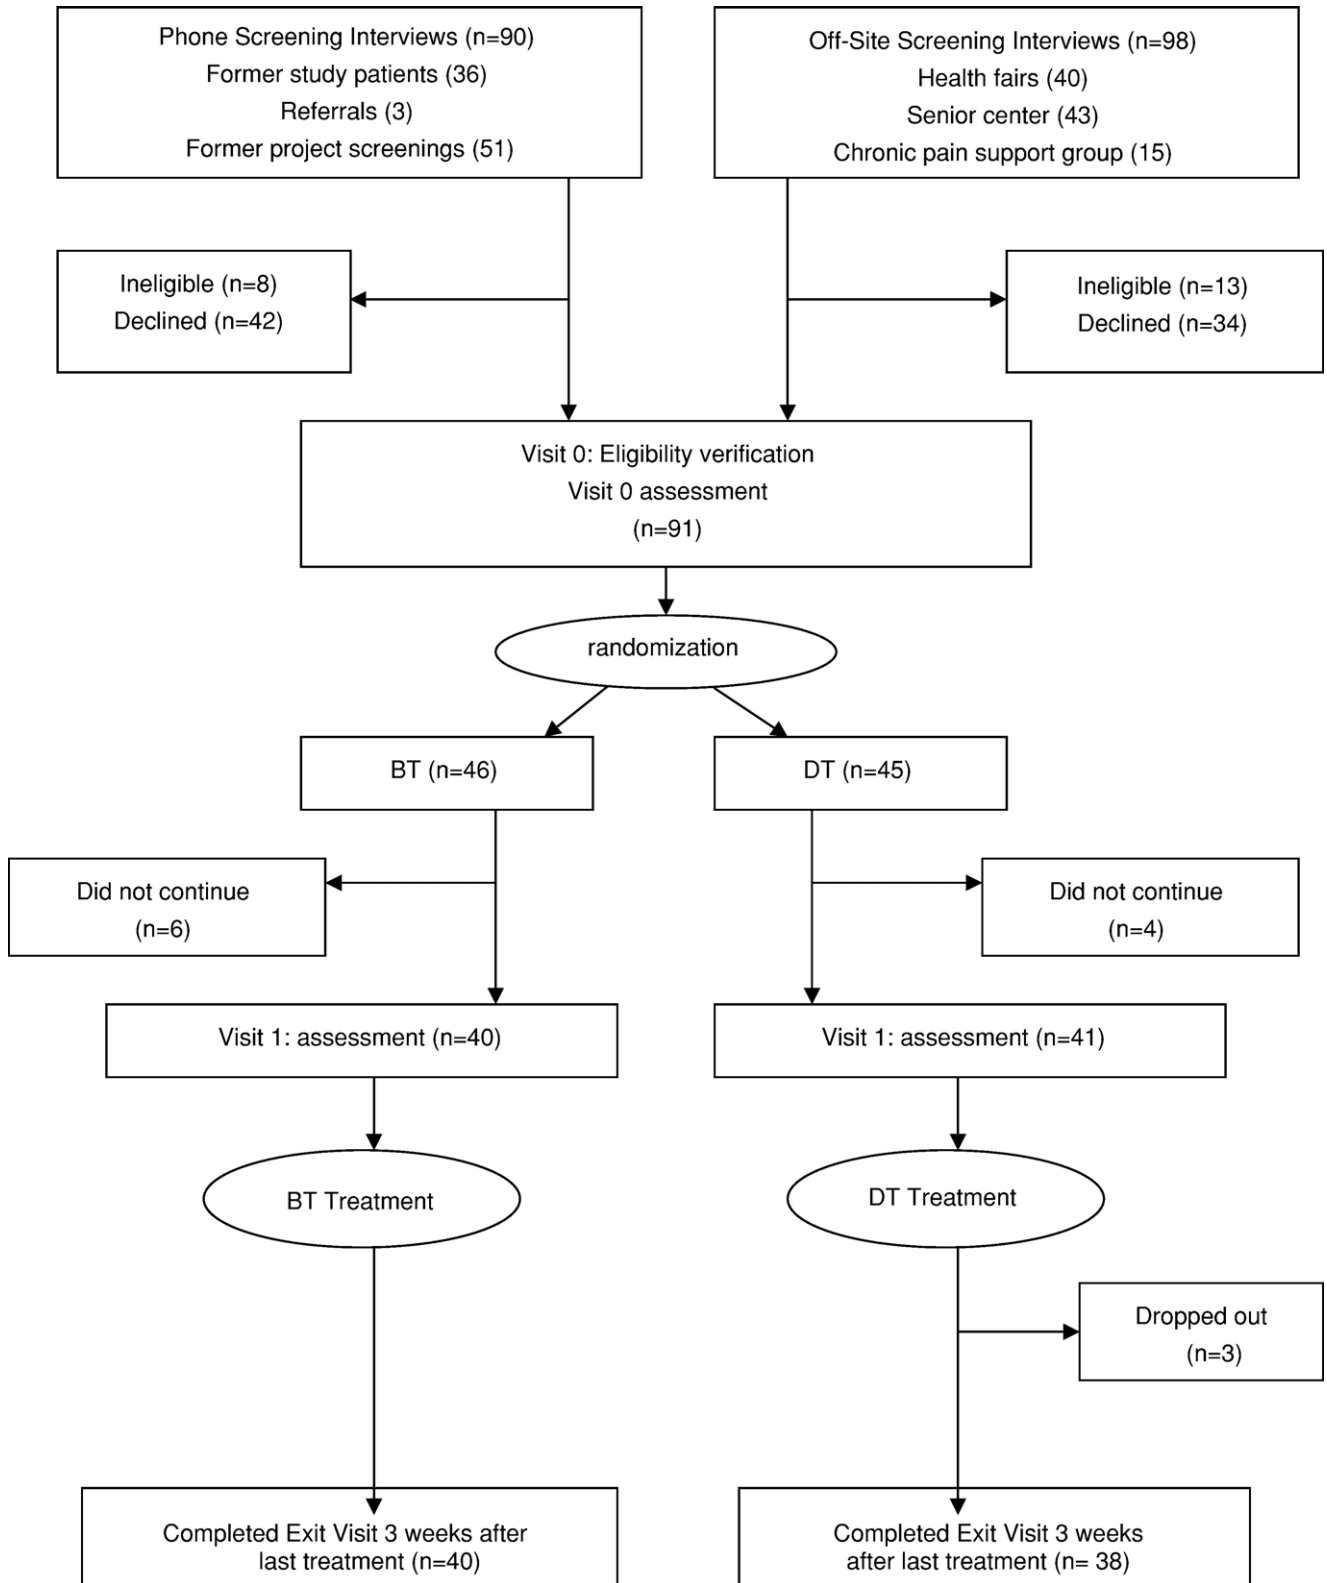 Phone Screening Interviews (n=90)
Former study patients (36)
Referrals (3)
Former project screenings (51)
Off-Site Screening Interviews (n=98)
Health fairs (40)
Senior center (43)
Chronic pain support group (15)
Ineligible (n=8)
Declined (n=42)
Ineligible (n=13)
Declined (n=34)
Visit 0: Eligibility verification
Visit 0 assessment
(n=91)
randomization
BT (n=46)
DT (n=45)
Did not continue
(n=6)
Did not continue
(n=4)
Visit 1: assessment (n=40)
Visit 1: assessment (n=41)
BT Treatment
DT Treatment
Dropped out
(n=3)
Completed Exit Visit 3 weeks after
last treatment (n=40)
Completed Exit Visit 3 weeks
after last treatment (n= 38)